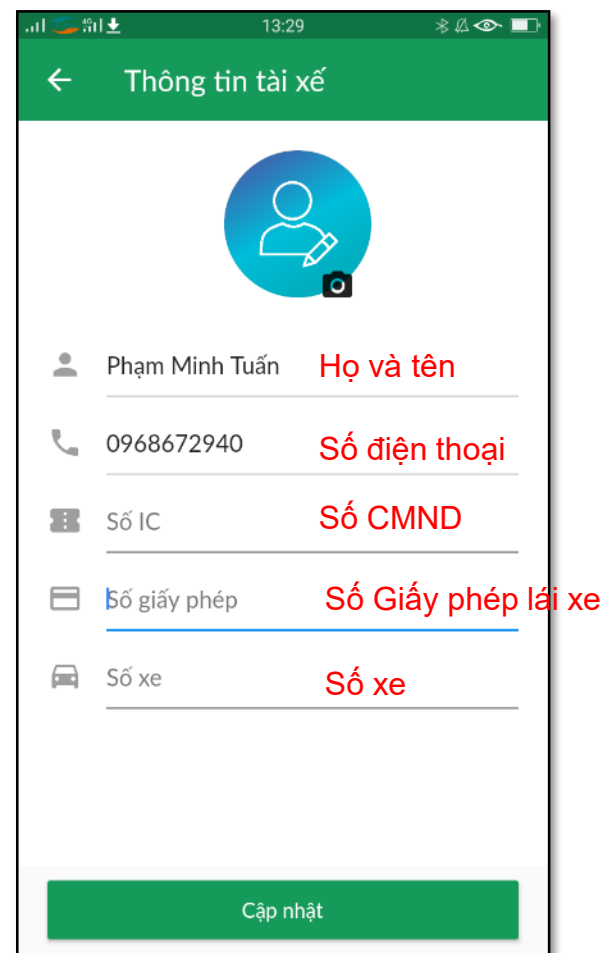 13:29
Thông tin tài xế
Phạm Minh Tuấn Họ và tên
0968672940 Số điện thoại
Số IC Số CMND
Số giấy phép Số Giấy phép lái xe
Số xe Số xe
Cập nhật